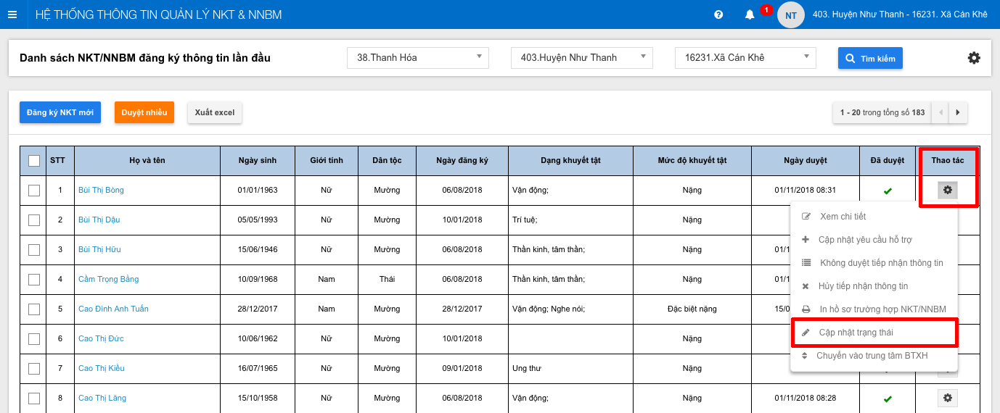 HỆ THỐNG THÔNG TIN QUẢN LÝ NKT & NNBM 1 NT 403. Huyện Như Thanh - 16231. Xã Cán Khê
Danh sách NKT/NNBM đăng ký thông tin lần đầu 38.Thanh Hóa 403.Huyện Như Thanh 16231.Xã Cán Khê Tìm kiếm
Đăng ký NKT mới Duyệt nhiều Xuất excel 1 - 20 trong tổng số 183
STT Họ và tên Ngày sinh Giới tính Dân tộc Ngày đăng ký Dạng khuyết tật Mức độ khuyết tật Ngày duyệt Đã duyệt Thao tác
1 Bùi Thị Bòng 01/01/1963 Nữ Mường 06/08/2018 Vận động; Nặng 01/11/2018 08:31
2 Bùi Thị Dậu 05/05/1993 Nữ Mường 10/01/2018 Trí tuệ; Nặng
3 Bùi Thị Hữu 15/06/1946 Nữ Mường 06/08/2018 Thần kinh, tâm thần; Nặng 01/1
4 Cầm Trọng Bằng 10/09/1968 Nam Thái 06/08/2018 Thần kinh, tâm thần; Nặng 01/1
5 Cao Đình Anh Tuấn 28/12/2017 Nam Mường 28/12/2017 Vận động; Nghe nói; Đặc biệt nặng 15/0
6 Cao Thị Đức 10/06/1962 Nữ Mường 10/01/2018 Nặng
7 Cao Thị Kiều 16/07/1965 Nữ Mường 09/01/2018 Ung thư Nặng
8 Cao Thị Lăng 15/10/1958 Nữ Mường 06/08/2018 Vận động; Nặng 01/11/2018 08:28
Xem chi tiết
Cập nhật yêu cầu hỗ trợ
Không duyệt tiếp nhận thông tin
Hủy tiếp nhận thông tin
In hồ sơ trường hợp NKT/NNBM
Cập nhật trạng thái
Chuyển vào trung tâm BTXH